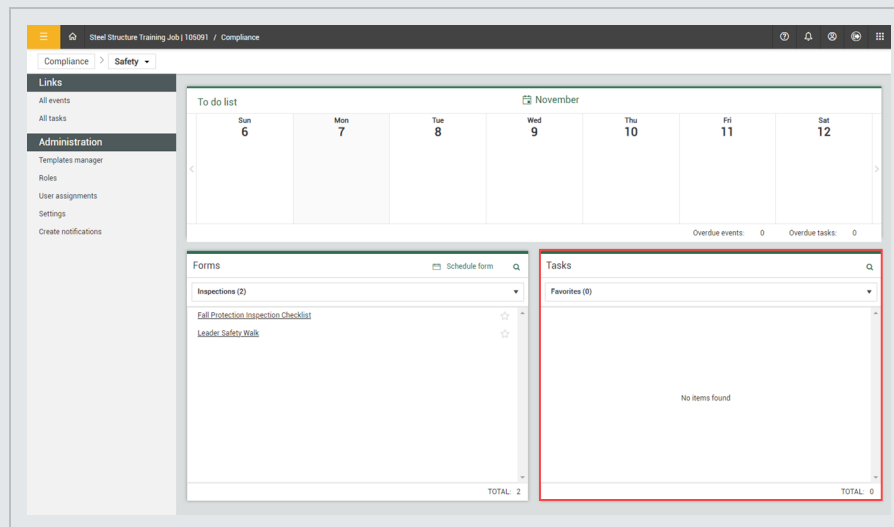 Steel Structure Training Job | 105091 / Compliance
Compliance > Safety
Links
All events
All tasks
Administration
Templates manager
Roles
User assignments
Settings
Create notifications
To do list
November
Sun Mon Tue Wed Thu Fri Sat
6 7 8 9 10 11 12
Overdue events: 0 Overdue tasks: 0
Forms Schedule form
Inspections (2)
Fall Protection Inspection Checklist
Leader Safety Walk
TOTAL: 2
Tasks
Favorites (0)
No items found
TOTAL: 0